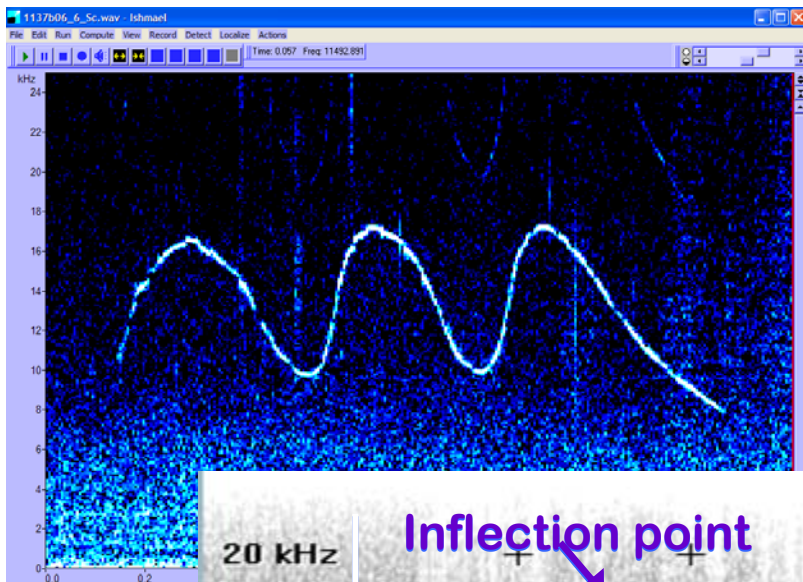 1137b06_6_Sc.wav - Ishmael
File Edit Run Compute View Record Detect Localize Actions
Time: 0.057 Freq: 11492.891
kHz
24
22
20
18
16
14
12
10
8
6
4
2
0
0.0 0.2
20 kHz
Inflection point